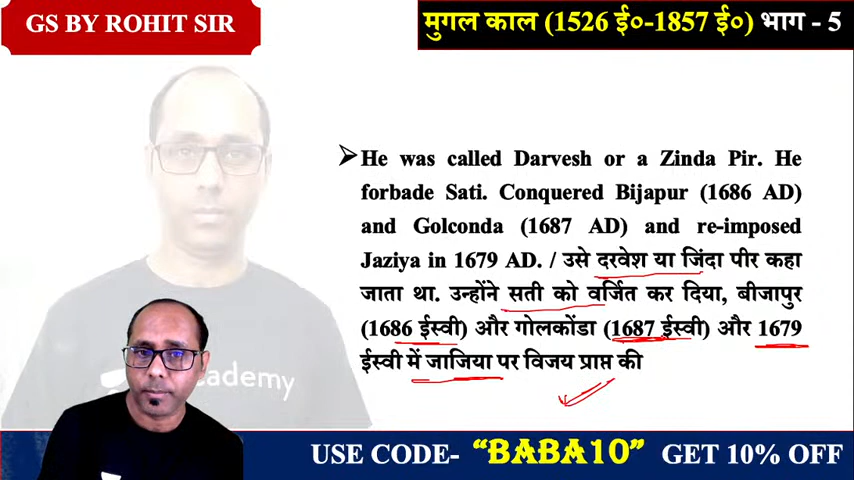 GS BY ROHIT SIR
मुगल काल (1526 ई०-1857 ई०) भाग - 5
➢He was called Darvesh or a Zinda Pir. He
forbade Sati. Conquered Bijapur (1686 AD)
and Golconda (1687 AD) and re-imposed
Jaziya in 1679 AD. / उसे दरवेश या जिंदा पीर कहा
जाता था. उन्होंने सती को वर्जित कर दिया, बीजापुर
(1686 ईस्वी) और गोलकोंडा (1687 ईस्वी) और 1679
ईस्वी में जाजिया पर विजय प्राप्त की
cademy
USE CODE- “BABA10” GET 10% OFF